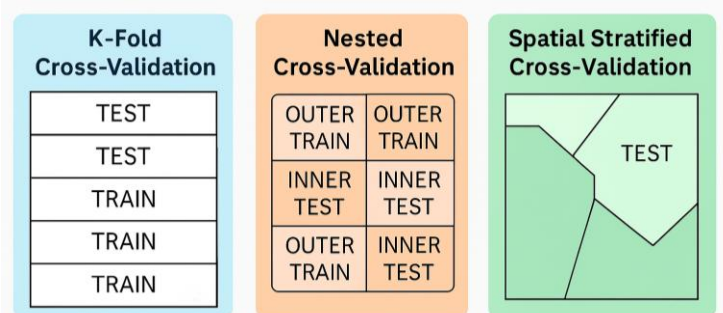 K-Fold
Cross-Validation
TEST
TEST
TRAIN
TRAIN
TRAIN
Nested
Cross-Validation
OUTER
TRAIN
OUTER
TRAIN
INNER
TEST
INNER
TEST
OUTER
TRAIN
INNER
TEST
Spatial Stratified
Cross-Validation
TEST